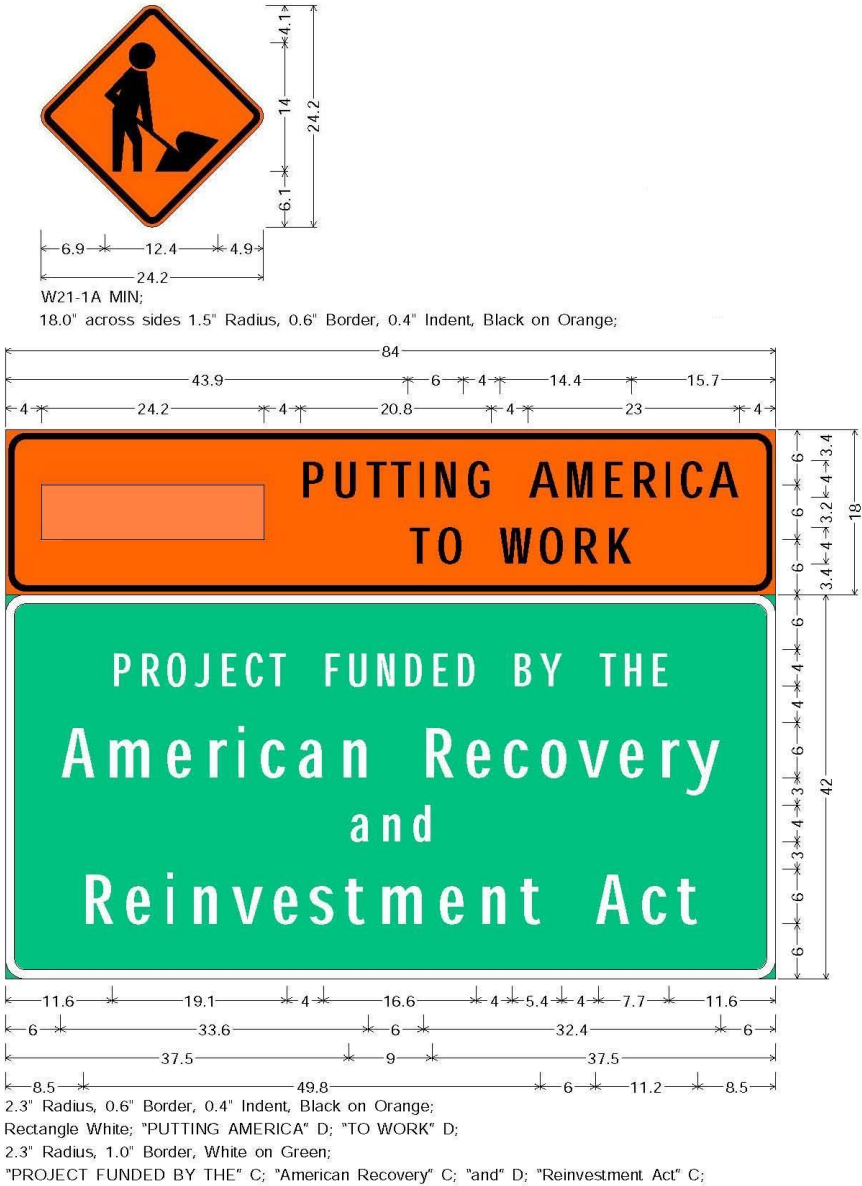 4.1
14
24.2
6.1
6.9 12.4 4.9
24.2
W21-1A MIN;
18.0" across sides 1.5" Radius, 0.6" Border, 0.4" Indent, Black on Orange;
84
43.9 6 4 14.4 15.7
4 24.2 4 20.8 4 23 4
PUTTING AMERICA
TO WORK
6 6 6
3.4 4 3.2 4 3.4
18
PROJECT FUNDED BY THE
American Recovery
and
Reinvestment Act
6 4 4 6 3 4 3 6 6
42
11.6 19.1 4 16.6 4 5.4 4 7.7 11.6
6 33.6 6 32.4 6
37.5 9 37.5
8.5 49.8 6 11.2 8.5
2.3" Radius, 0.6" Border, 0.4" Indent, Black on Orange;
Rectangle White; "PUTTING AMERICA" D; "TO WORK" D;
2.3" Radius, 1.0" Border, White on Green;
"PROJECT FUNDED BY THE" C; "American Recovery" C; "and" D; "Reinvestment Act" C;